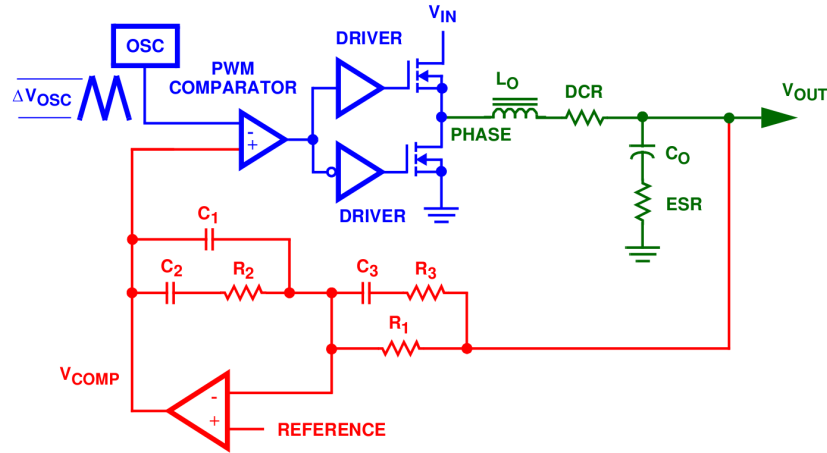 V_IN
DRIVER
OSC
PWM
COMPARATOR
ΔV_OSC
L_O
DCR
V_OUT
-
+
PHASE
C_O
ESR
DRIVER
C_1
C_2
R_2
C_3
R_3
R_1
V_COMP
-
+
REFERENCE